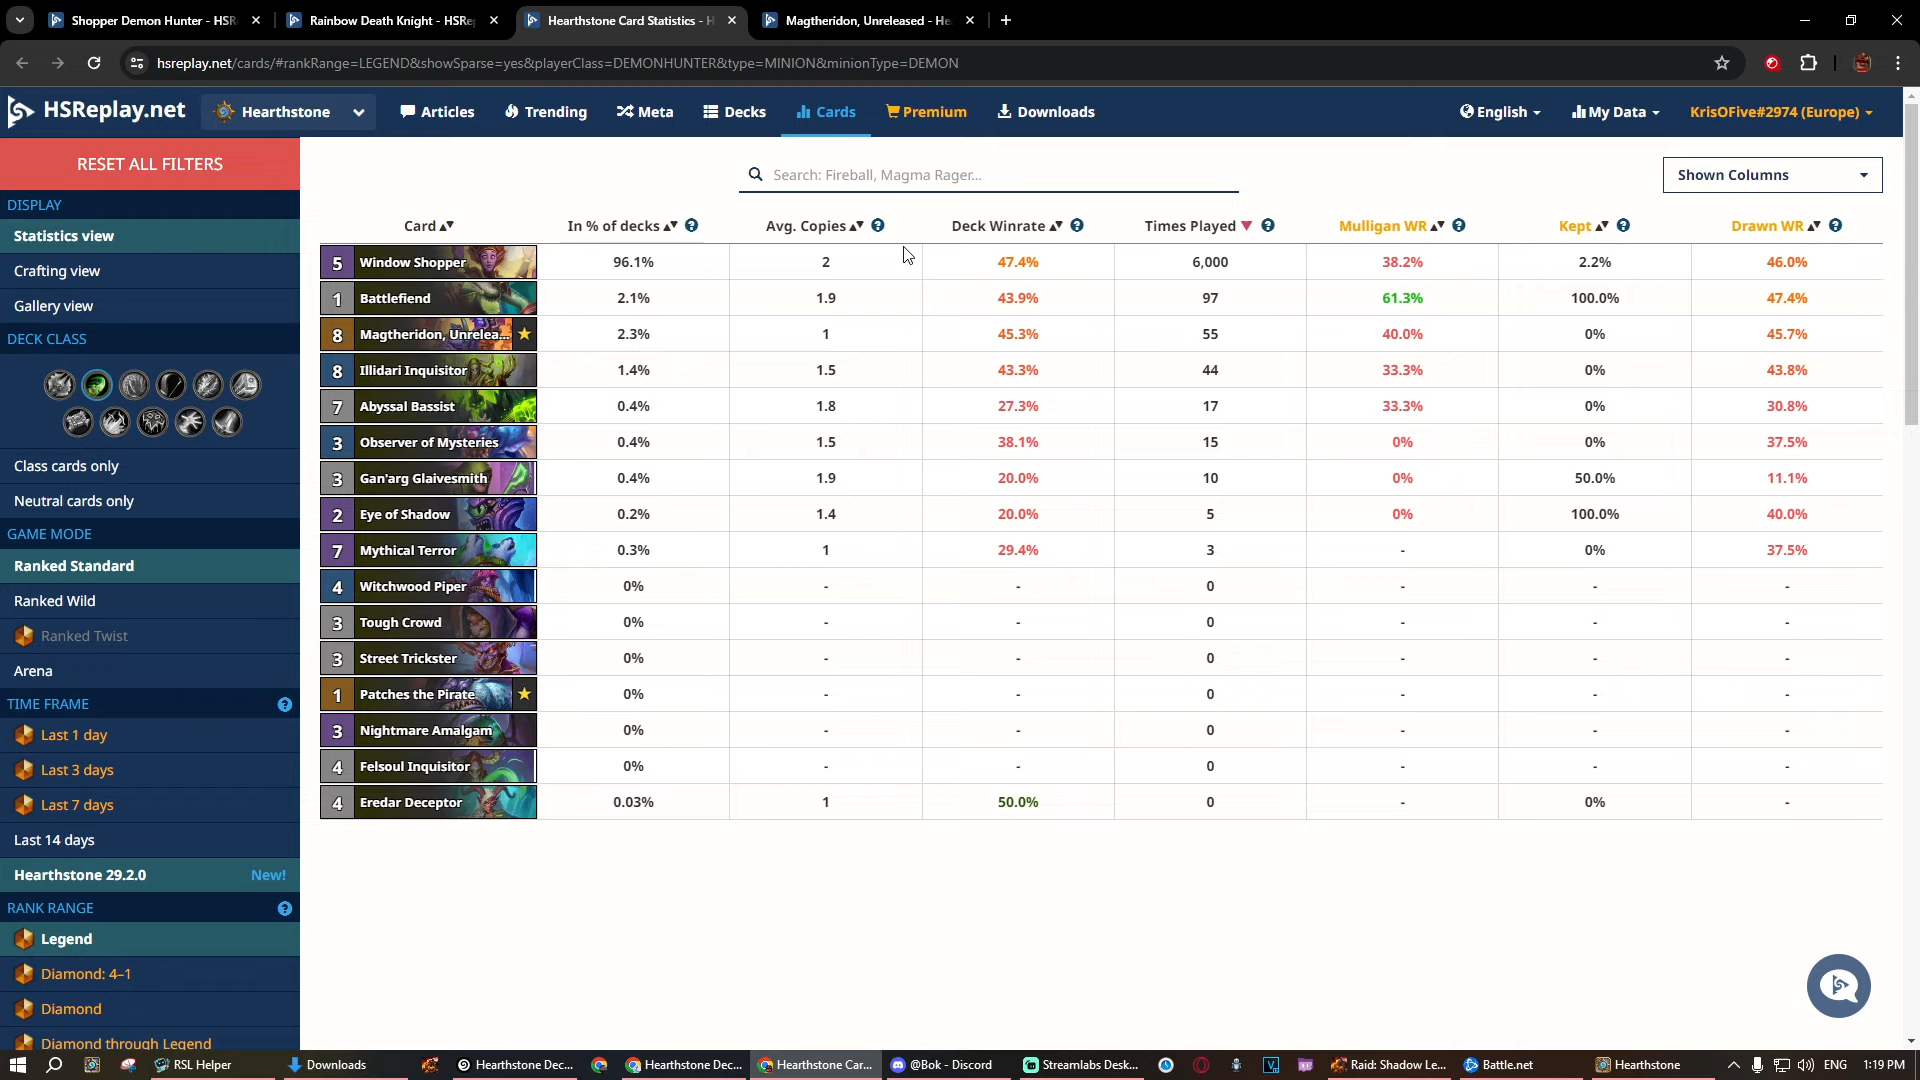 Shopper Demon Hunter - HSR
Rainbow Death Knight - HSRe
Hearthstone Card Statistics - H
Magtheridon, Unreleased - He
hsreplay.net/cards/#rankRange=LEGEND&showSparse=yes&playerClass=DEMONHUNTER&type=MINION&minionType=DEMON
HSReplay.net
Hearthstone
Articles
Trending
Meta
Decks
Cards
Premium
Downloads
English
My Data
KrisOFive#2974 (Europe)
RESET ALL FILTERS
DISPLAY
Statistics view
Crafting view
Gallery view
DECK CLASS
Class cards only
Neutral cards only
GAME MODE
Ranked Standard
Ranked Wild
Ranked Twist
Arena
TIME FRAME ?
Last 1 day
Last 3 days
Last 7 days
Last 14 days
Hearthstone 29.2.0 New!
RANK RANGE ?
Legend
Diamond: 4–1
Diamond
Diamond through Legend
Search: Fireball, Magma Rager...
Shown Columns
Card In % of decks ? Avg. Copies ? Deck Winrate ? Times Played ? Mulligan WR ? Kept ? Drawn WR ?
5 Window Shopper 96.1% 2 47.4% 6,000 38.2% 2.2% 46.0%
1 Battlefiend 2.1% 1.9 43.9% 97 61.3% 100.0% 47.4%
8 Magtheridon, Unrelea... 2.3% 1 45.3% 55 40.0% 0% 45.7%
8 Illidari Inquisitor 1.4% 1.5 43.3% 44 33.3% 0% 43.8%
7 Abyssal Bassist 0.4% 1.8 27.3% 17 33.3% 0% 30.8%
3 Observer of Mysteries 0.4% 1.5 38.1% 15 0% 0% 37.5%
3 Gan'arg Glaivesmith 0.4% 1.9 20.0% 10 0% 50.0% 11.1%
2 Eye of Shadow 0.2% 1.4 20.0% 5 0% 100.0% 40.0%
7 Mythical Terror 0.3% 1 29.4% 3 - 0% 37.5%
4 Witchwood Piper 0% - - 0 - - -
3 Tough Crowd 0% - - 0 - - -
3 Street Trickster 0% - - 0 - - -
1 Patches the Pirate 0% - - 0 - - -
3 Nightmare Amalgam 0% - - 0 - - -
4 Felsoul Inquisitor 0% - - 0 - - -
4 Eredar Deceptor 0.03% 1 50.0% 0 - 0% -
RSL Helper
Downloads
Hearthstone Dec...
Hearthstone Dec...
Hearthstone Car...
@Bok - Discord
Streamlabs Desk...
Raid: Shadow Le...
Battle.net
Hearthstone
ENG
1:19 PM